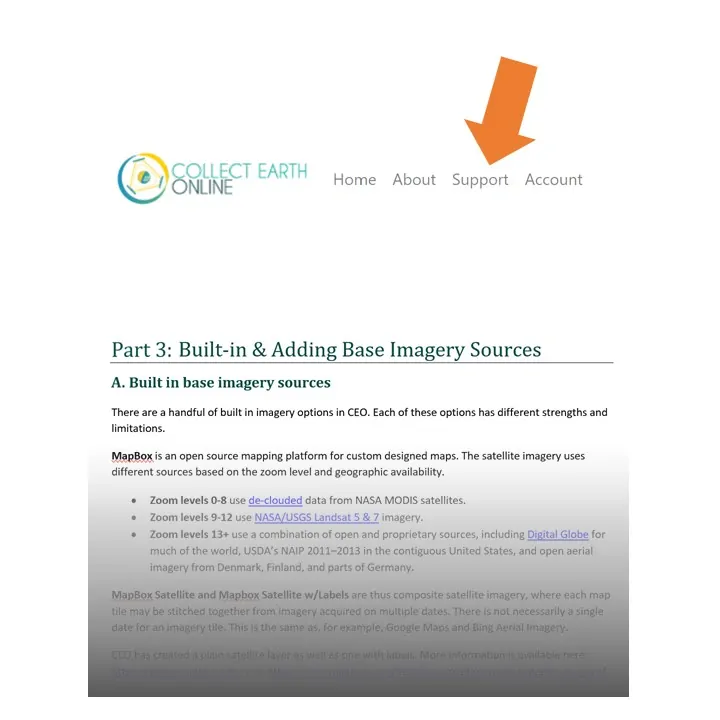 COLLECT EARTH
ONLINE
Home About Support Account
Part 3: Built-in & Adding Base Imagery Sources
A. Built in base imagery sources
There are a handful of built in imagery options in CEO. Each of these options has different strengths and
limitations.
MapBox is an open source mapping platform for custom designed maps. The satellite imagery uses
different sources based on the zoom level and geographic availability.
• Zoom levels 0-8 use de-clouded data from NASA MODIS satellites.
• Zoom levels 9-12 use NASA/USGS Landsat 5 & 7 imagery.
• Zoom levels 13+ use a combination of open and proprietary sources, including Digital Globe for
much of the world, USDA's NAIP 2011–2013 in the contiguous United States, and open aerial
imagery from Denmark, Finland, and parts of Germany.
MapBox Satellite and Mapbox Satellite w/Labels are thus composite satellite imagery, where each map
tile may be stitched together from imagery acquired on multiple dates. There is not necessarily a single
date for an imagery tile. This is the same as, for example, Google Maps and Bing Aerial Imagery.
CEO has created a plain satellite layer as well as one with labels. More information is available here: